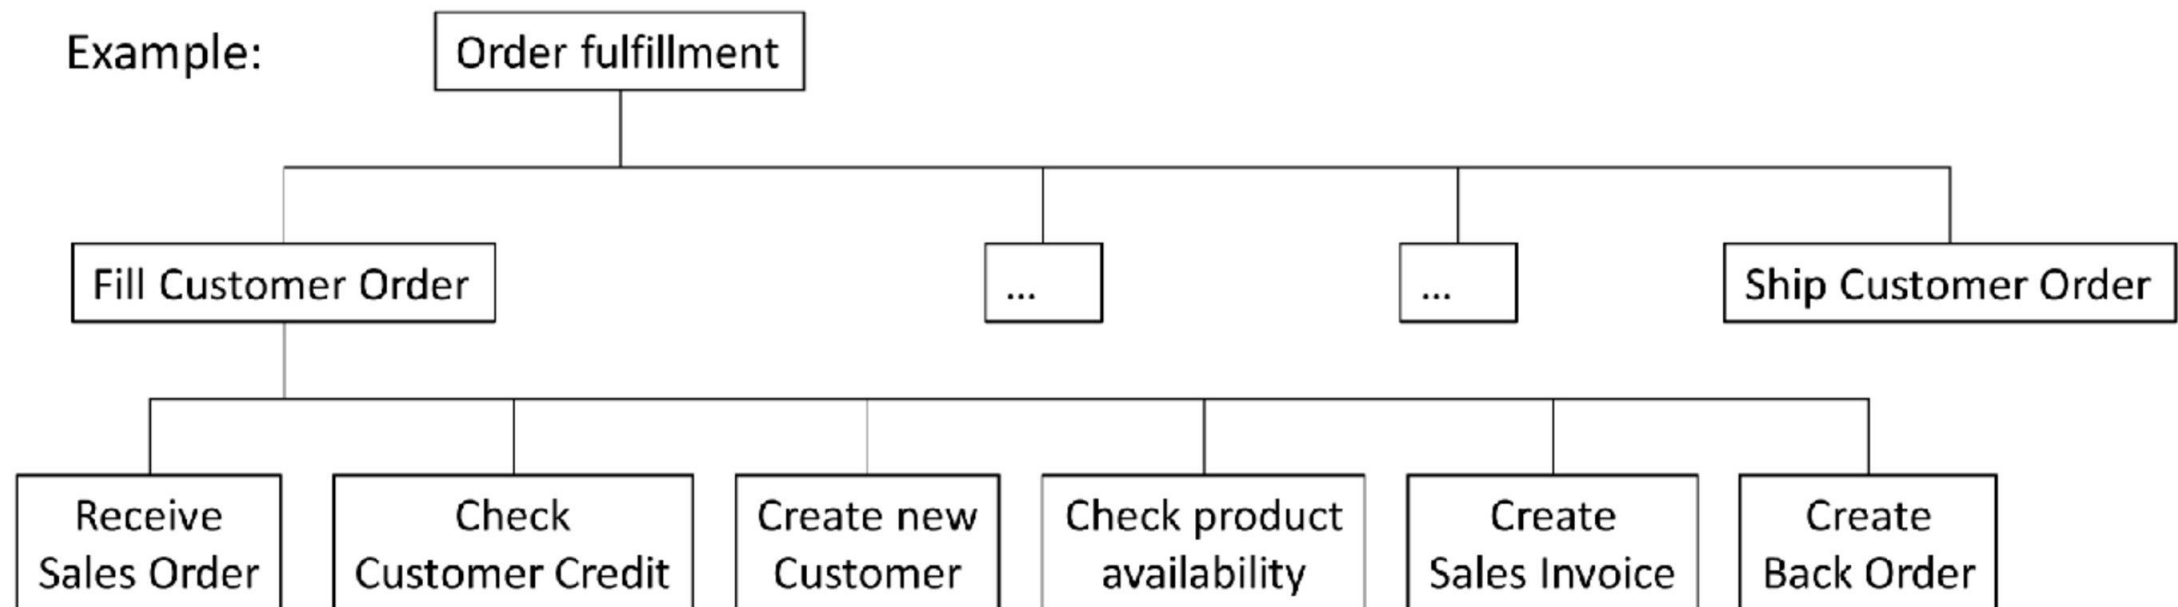 Example:
Order fulfillment
Fill Customer Order
...
...
Ship Customer Order
Receive
Sales Order
Check
Customer Credit
Create new
Customer
Check product
availability
Create
Sales Invoice
Create
Back Order